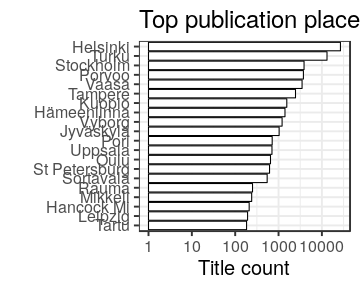 Top publication place
Helsinki
Turku
Stockholm
Porvoo
Vaasa
Tampere
Kuopio
Hämeenlinna
Vyborg
Jyväskylä
Pori
Uppsala
Oulu
St Petersburg
Sortavala
Rauma
Mikkeli
Hancock MI
Leipzig
Tartu
1 10 100 1000 10000
Title count